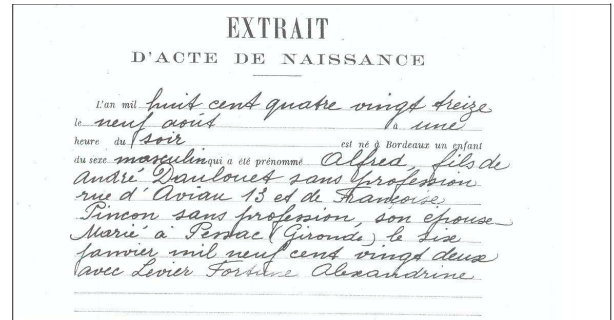 EXTRAIT
D'ACTE DE NAISSANCE
L'an mil huit cent quatre vingt treize
le neuf août à une
heure du soir est né à Bordeaux un enfant
du sexe masculin qui a été prénommé Alfred, fils de
André Daulouet sans profession
rue d'Aviau 13 et de Françoise
Pinçon sans profession, son épouse
Marié à Pessac (Gironde) le six
janvier mil neuf cent vingt deux
avec Levier Fortune Alexandrine